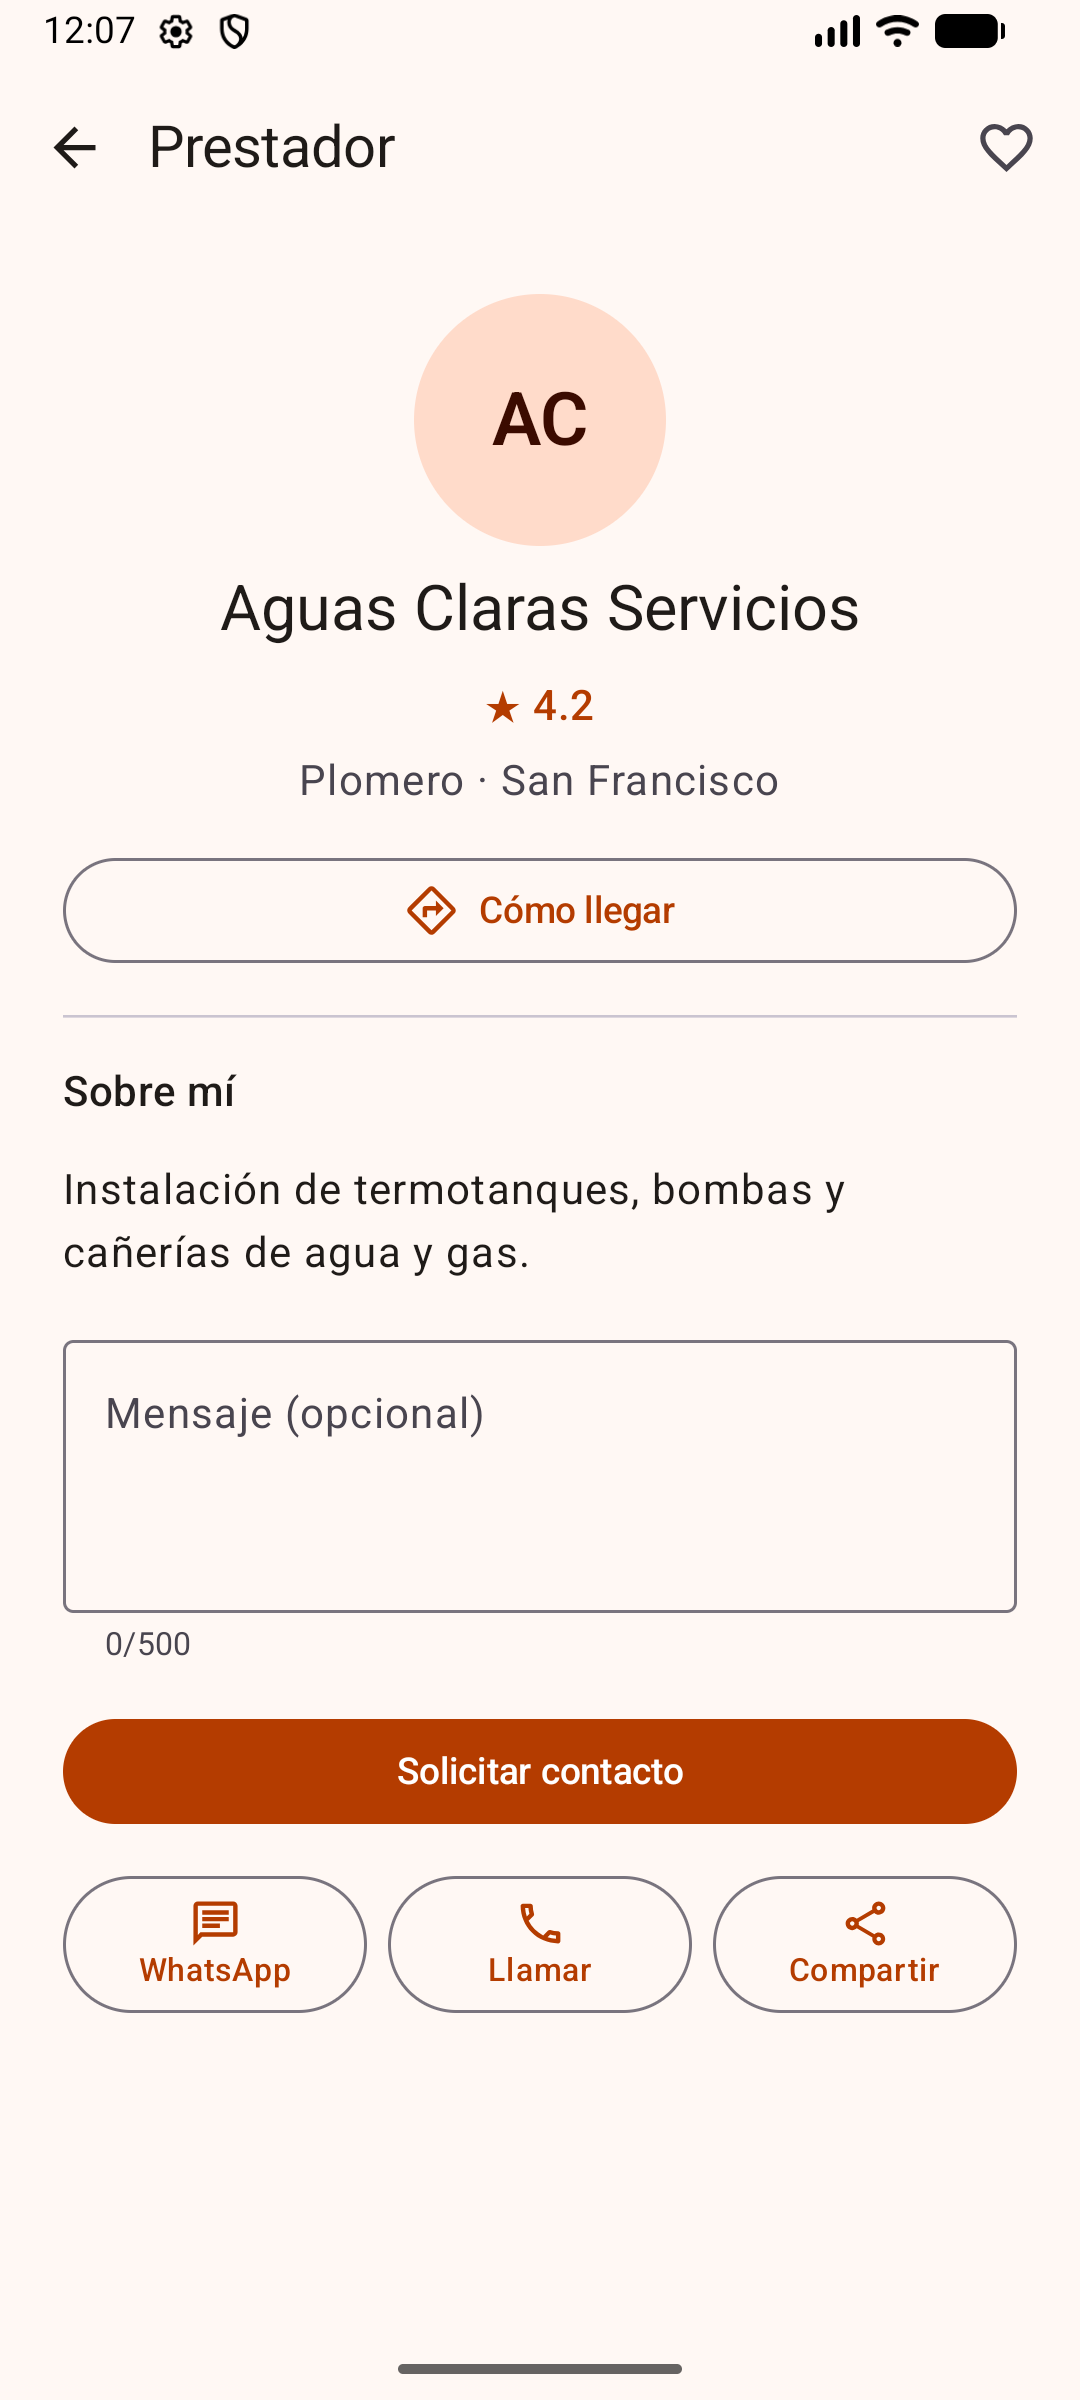 12:07
Prestador
AC
Aguas Claras Servicios
★ 4.2
Plomero · San Francisco
Cómo llegar
Sobre mí
Instalación de termotanques, bombas y
cañerías de agua y gas.
Mensaje (opcional)
0/500
Solicitar contacto
WhatsApp
Llamar
Compartir